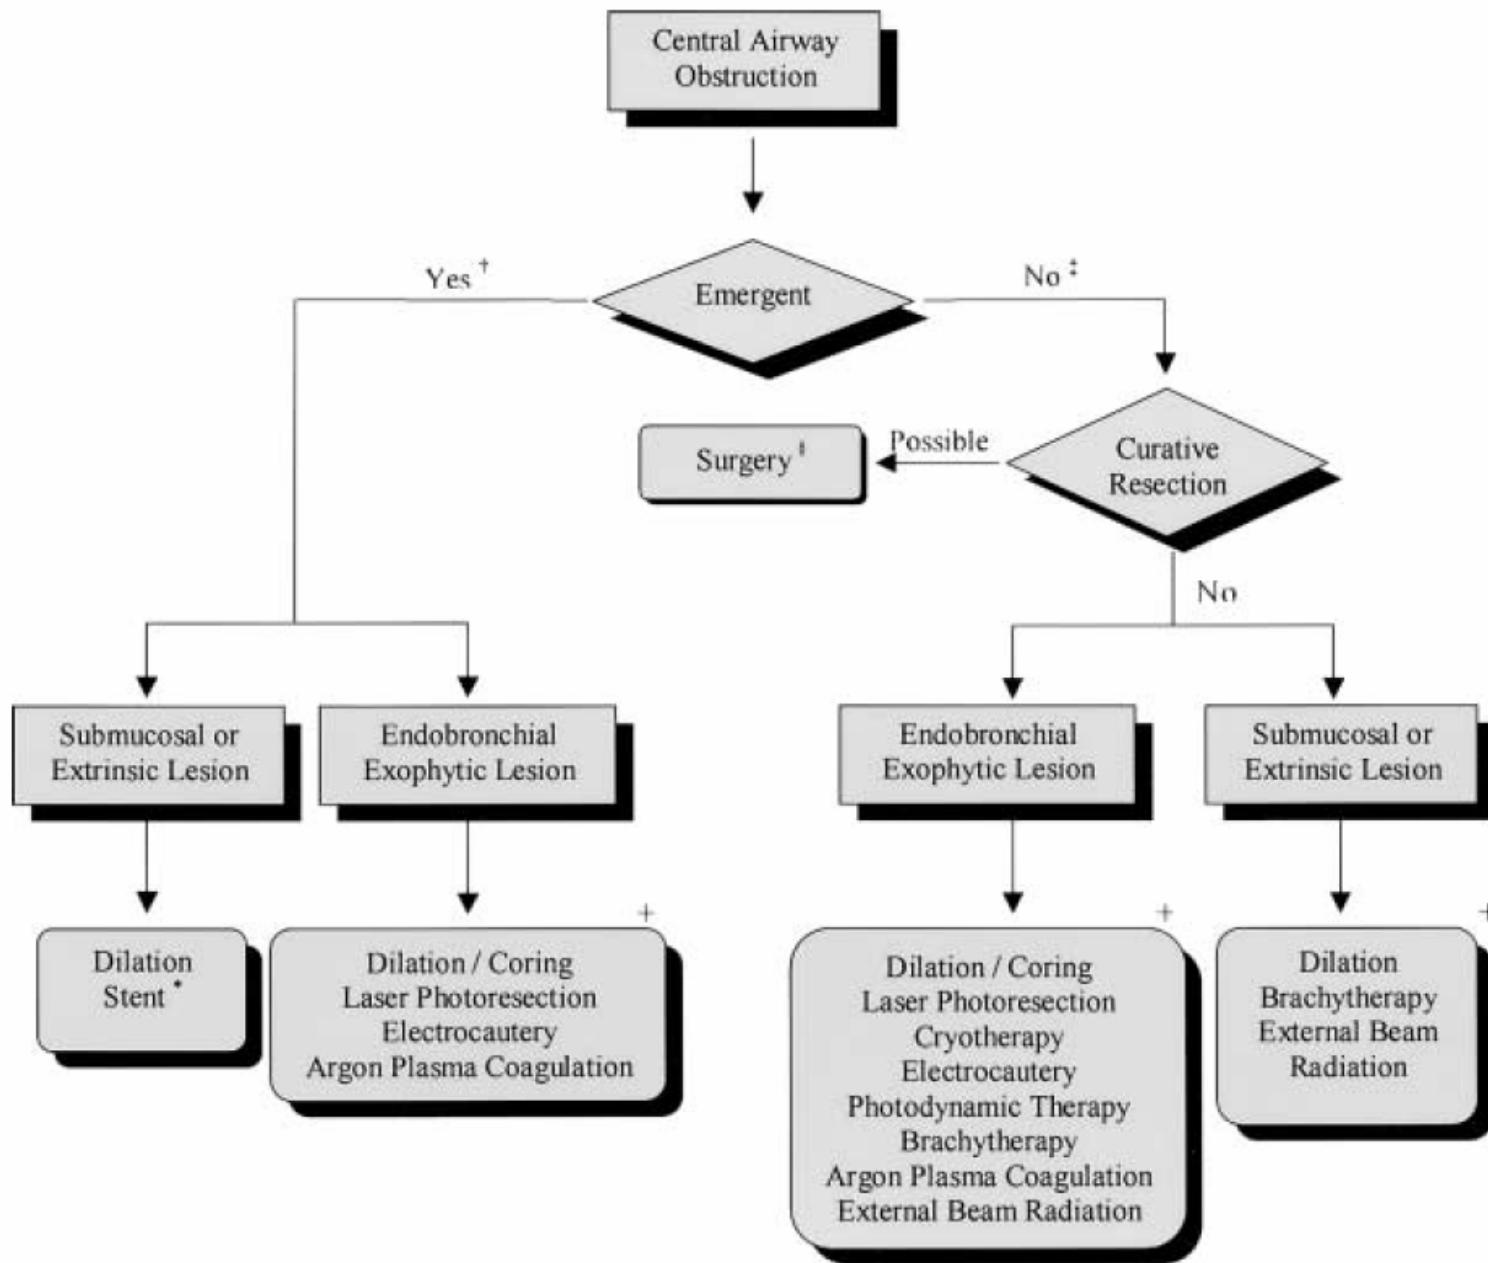 Central Airway
Obstruction
Emergent
Yes †
No ‡
Curative
Resection
Possible
Surgery
No
Submucosal or
Extrinsic Lesion
Endobronchial
Exophytic Lesion
Endobronchial
Exophytic Lesion
Submucosal or
Extrinsic Lesion
Dilation
Stent *
+
Dilation / Coring
Laser Photoresection
Electrocautery
Argon Plasma Coagulation
+
Dilation / Coring
Laser Photoresection
Cryotherapy
Electrocautery
Photodynamic Therapy
Brachytherapy
Argon Plasma Coagulation
External Beam Radiation
+
Dilation
Brachytherapy
External Beam
Radiation